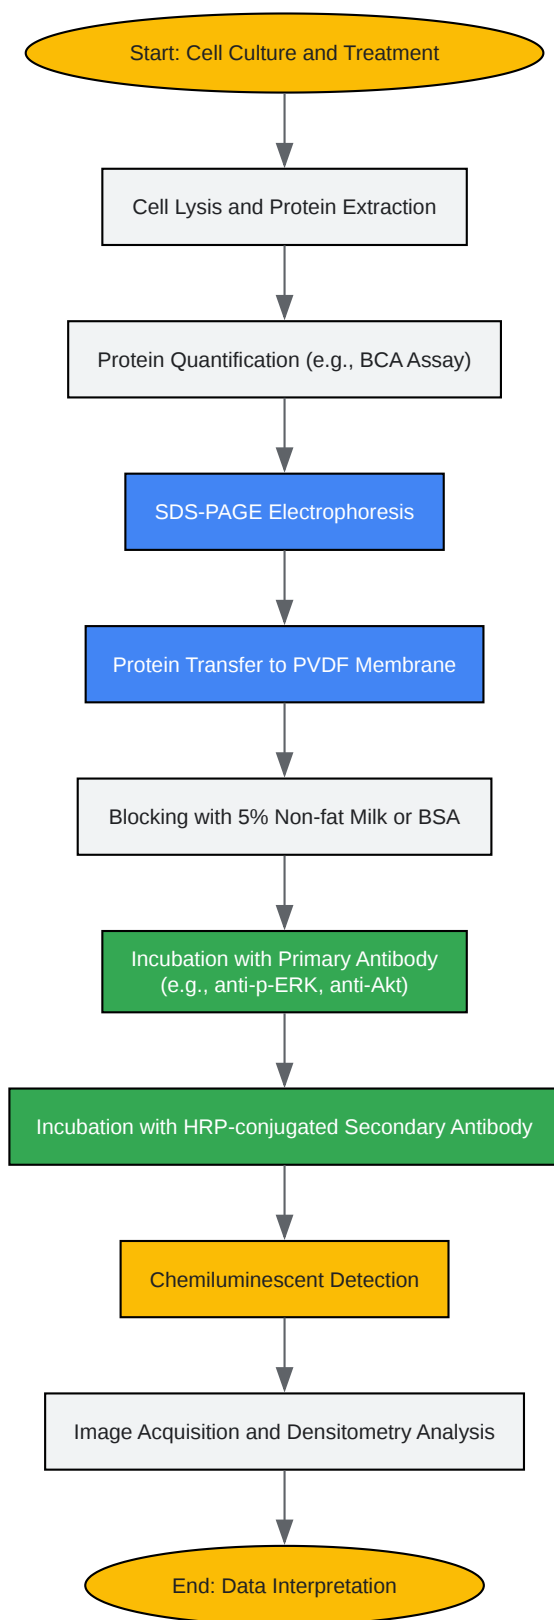 Start: Cell Culture and Treatment
Cell Lysis and Protein Extraction
Protein Quantification (e.g., BCA Assay)
SDS-PAGE Electrophoresis
Protein Transfer to PVDF Membrane
Blocking with 5% Non-fat Milk or BSA
Incubation with Primary Antibody
(e.g., anti-p-ERK, anti-Akt)
Incubation with HRP-conjugated Secondary Antibody
Chemiluminescent Detection
Image Acquisition and Densitometry Analysis
End: Data Interpretation